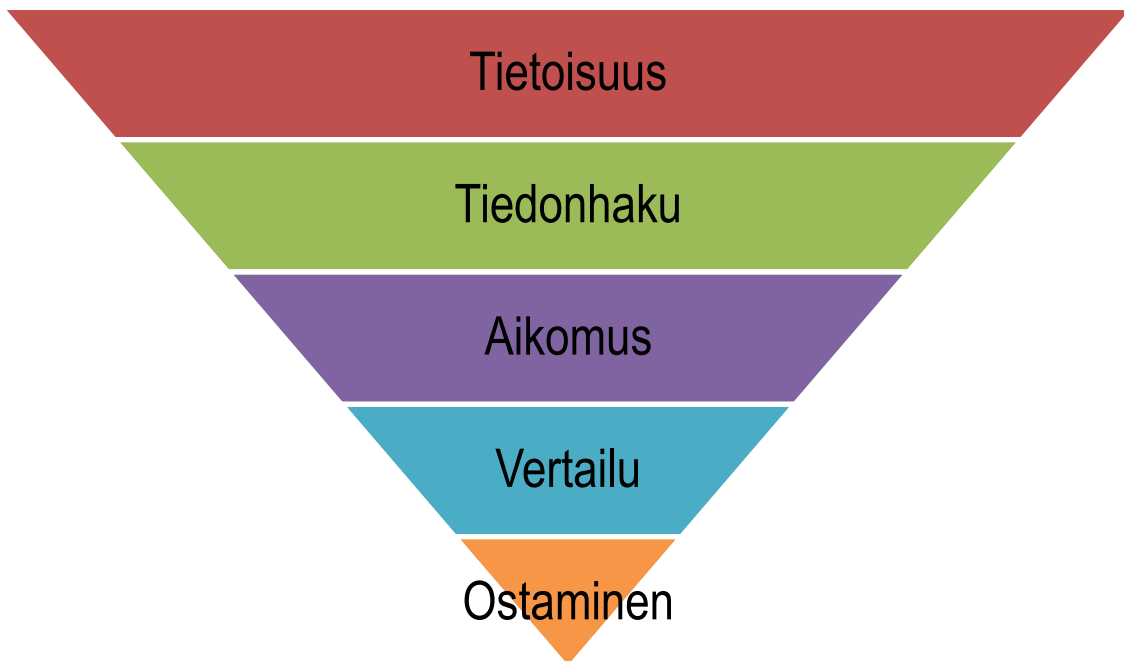 Tietoisuus
Tiedonhaku
Aikomus
Vertailu
Ostaminen